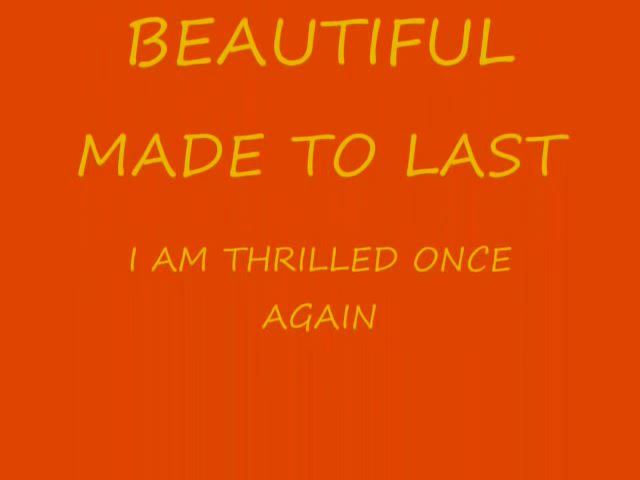 BEAUTIFUL
MADE TO LAST
I AM THRILLED ONCE
AGAIN